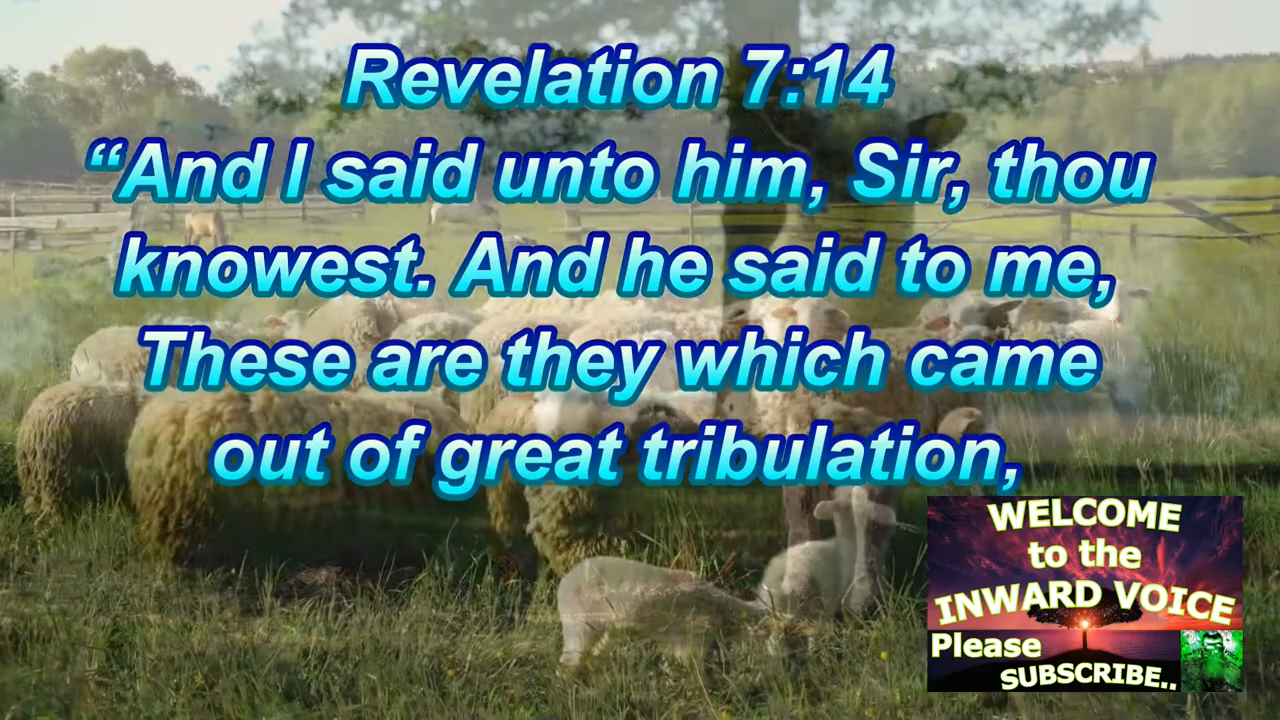 Revelation 7:14
“And I said unto him, Sir, thou
knowest. And he said to me,
These are they which came
out of great tribulation,
WELCOME
to the
INWARD VOICE
Please
SUBSCRIBE..